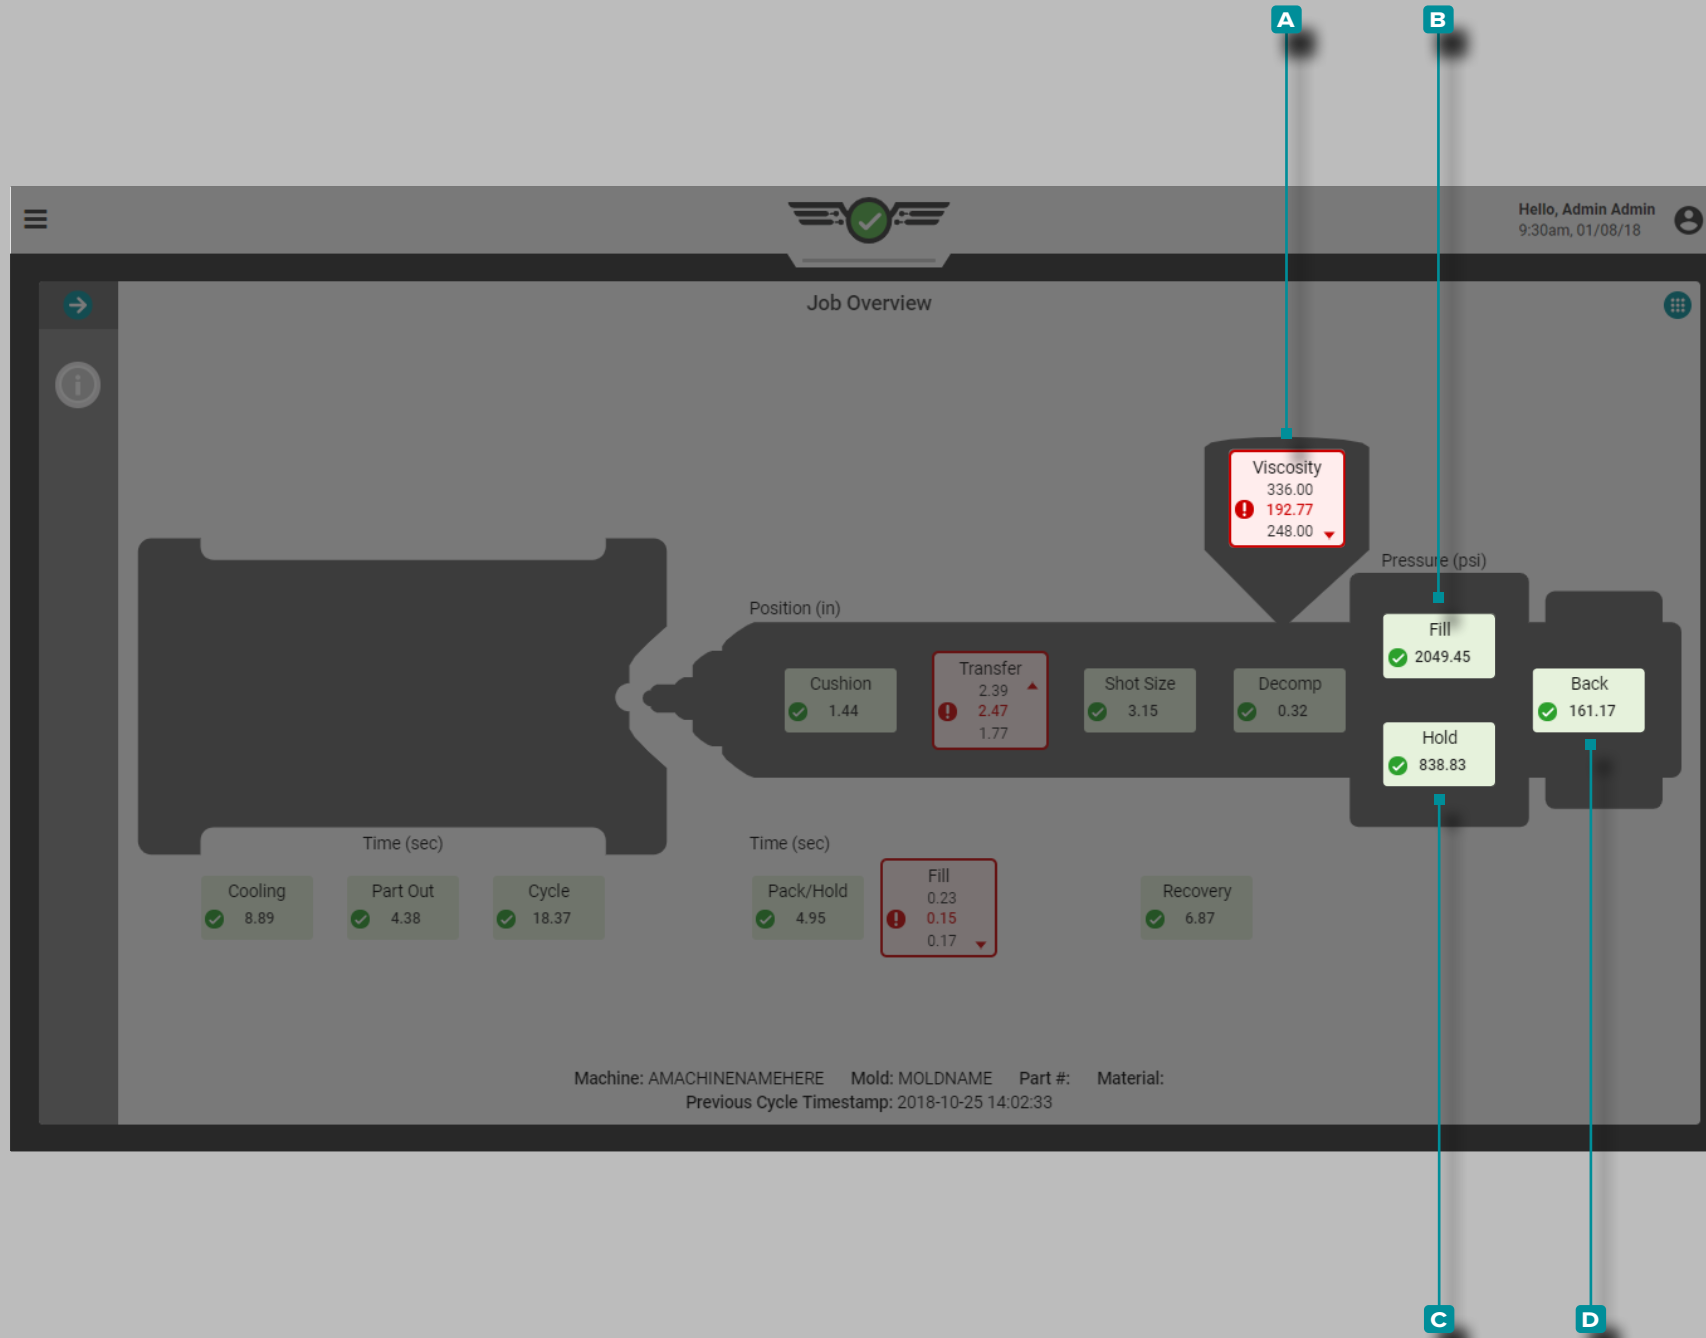 A
B
Hello, Admin Admin
9:30am, 01/08/18
Job Overview
Viscosity
336.00
192.77
248.00
Pressure (psi)
Position (in)
Fill
2049.45
Cushion
1.44
Transfer
2.39
2.47
1.77
Shot Size
3.15
Decomp
0.32
Back
161.17
Hold
838.83
Time (sec)
Time (sec)
Cooling
8.89
Part Out
4.38
Cycle
18.37
Pack/Hold
4.95
Fill
0.23
0.15
0.17
Recovery
6.87
Machine: AMACHINENAMEHERE Mold: MOLDNAME Part #: Material:
Previous Cycle Timestamp: 2018-10-25 14:02:33
C
D